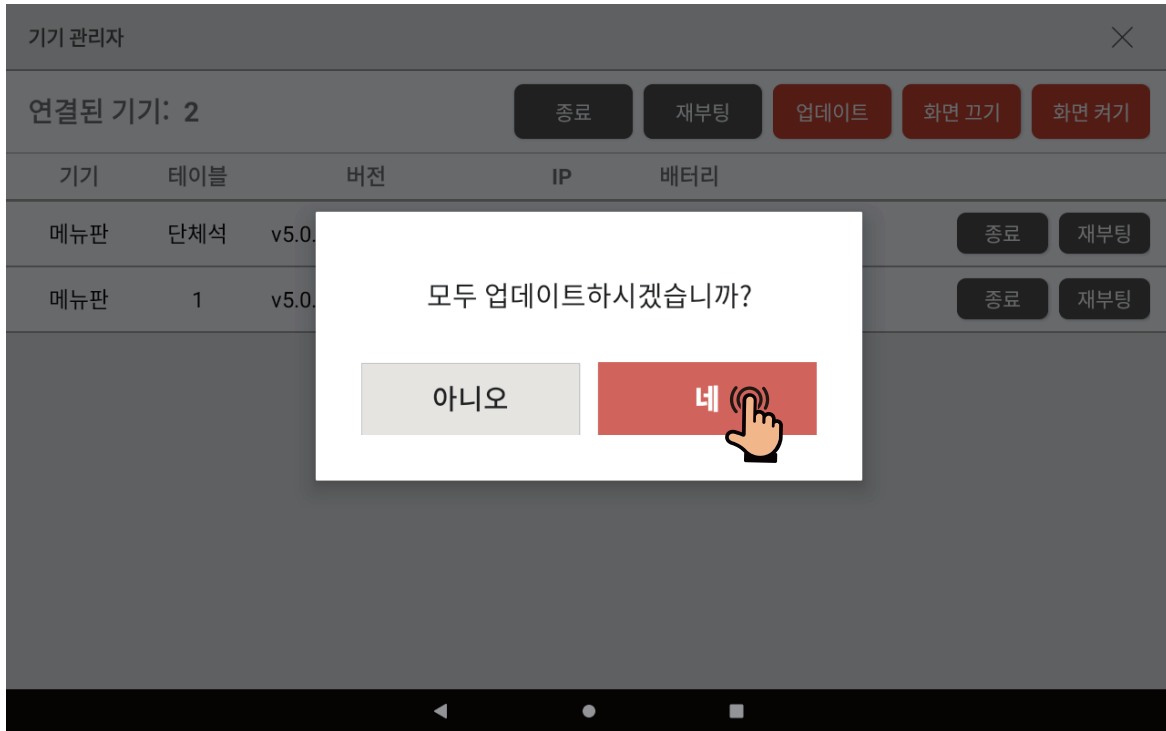 기기 관리자
연결된 기기: 2
종료 재부팅 업데이트 화면 끄기 화면 켜기
기기 테이블 버전 IP 배터리
메뉴판 단체석 v5.0. 종료 재부팅
메뉴판 1 v5.0. 종료 재부팅
모두 업데이트하시겠습니까?
아니오 네